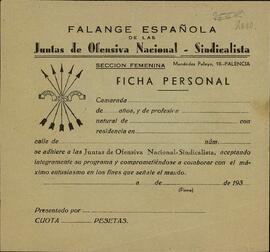 FALANGE ESPAÑOLA
DE LAS
Juntas de Ofensiva Nacional - Sindicalista
SECCION FEMENINA Menéndez Pelayo, 16-PALENCIA
FICHA PERSONAL
Camarada
de años, y de profesión
natural de con
residencia en
calle de núm.
se adhiere a las Juntas de Ofensiva Nacional-Sindicalista, aceptando
íntegramente su programa y comprometiéndose a colaborar con el
máximo entusiasmo en los fines que señale el mando.
a de de 193
(Firma)
Presentado por
CUOTA PESETAS.